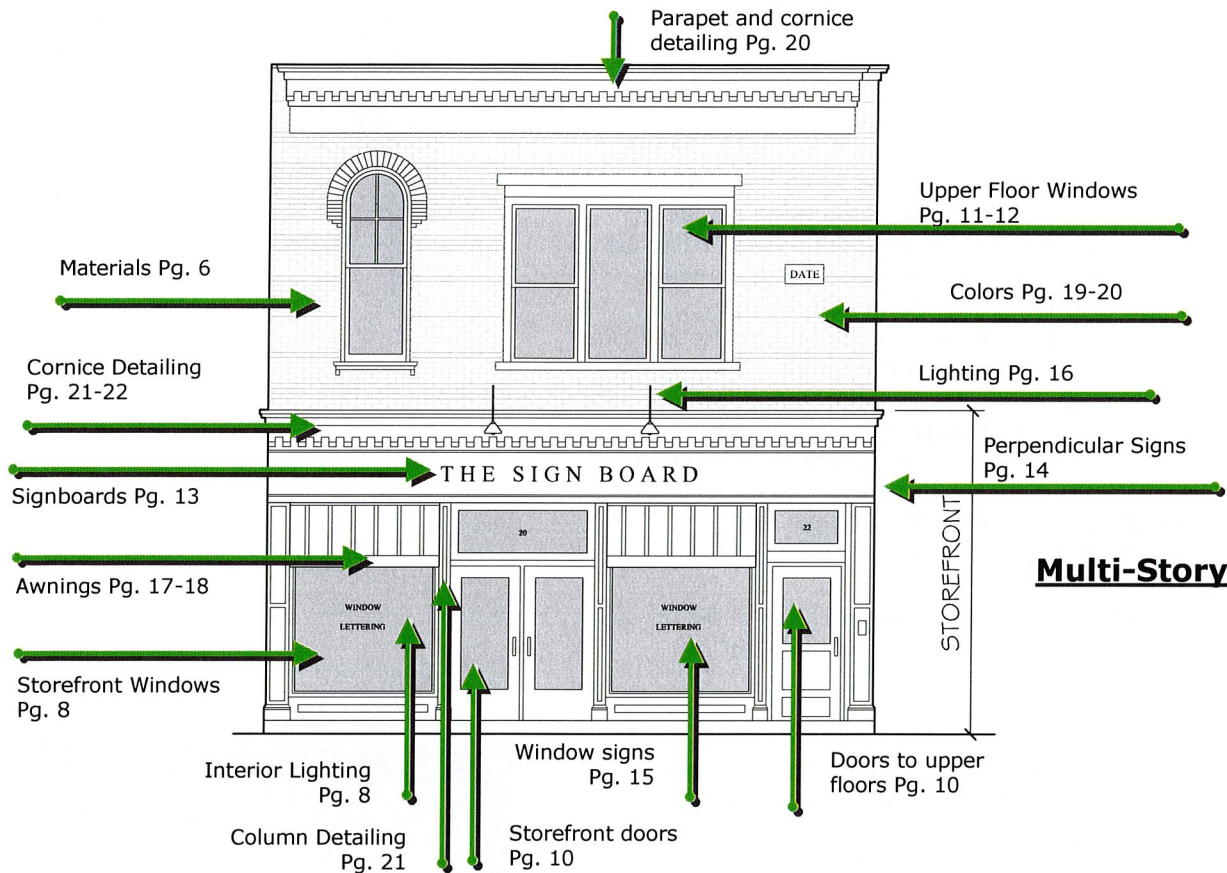 Parapet and cornice
detailing Pg. 20
Upper Floor Windows
Pg. 11-12
Materials Pg. 6
DATE
Colors Pg. 19-20
Cornice Detailing
Pg. 21-22
Lighting Pg. 16
THE SIGN BOARD
Perpendicular Signs
Pg. 14
Signboards Pg. 13
20
22
STOREFRONT
Multi-Story
Awnings Pg. 17-18
WINDOW
LETTERING
WINDOW
LETTERING
Storefront Windows
Pg. 8
Interior Lighting
Pg. 8
Window signs
Pg. 15
Doors to upper
floors Pg. 10
Column Detailing
Pg. 21
Storefront doors
Pg. 10